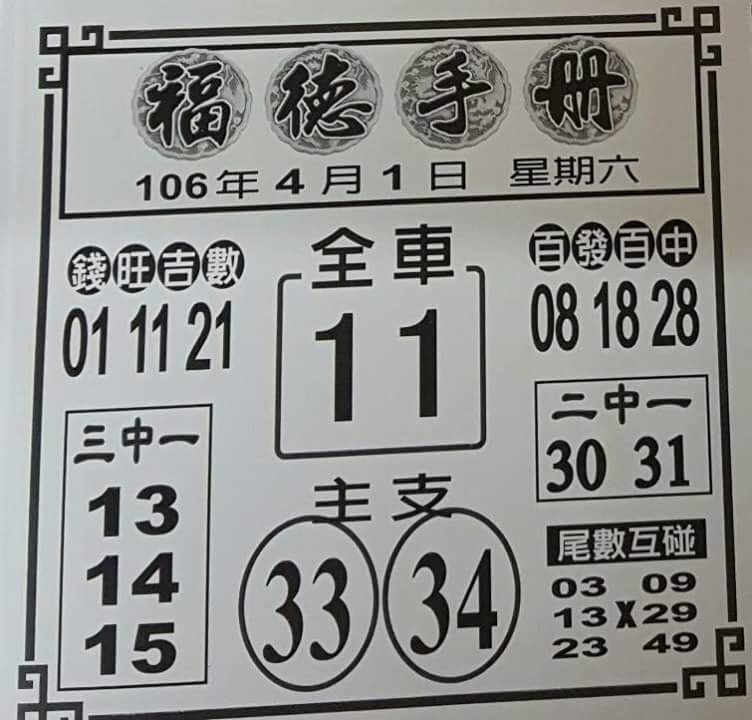 福德手册
106年4月1日 星期六
錢旺吉數
01 11 21
全車
11
百發百中
08 18 28
三中一
13
14
15
二中一
30 31
主支
33 34
尾數互碰
03 09
13 X 29
23 49